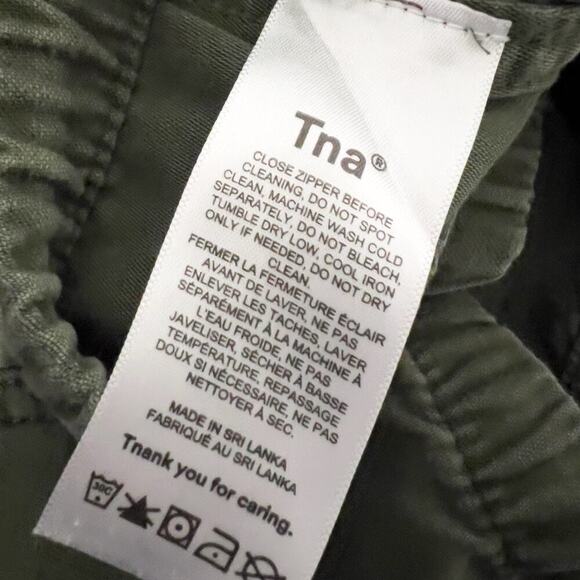 Tna®
CLOSE ZIPPER BEFORE
CLEANING. DO NOT SPOT
CLEAN. MACHINE WASH COLD
SEPARATELY. DO NOT BLEACH.
TUMBLE DRY LOW. COOL IRON
ONLY IF NEEDED. DO NOT DRY
CLEAN.
FERMER LA FERMETURE ÉCLAIR
AVANT DE LAVER. NE PAS
ENLEVER LES TÂCHES, LAVER
SÉPARÉMENT À LA MACHINE À
L'EAU FROIDE, NE PAS
JAVELISER, SÉCHER À BASSE
TEMPÉRATURE, REPASSAGE
DOUX SI NÉCESSAIRE, NE PAS
NETTOYER À SEC.
MADE IN SRI LANKA
FABRIQUÉ AU SRI LANKA
Tnank you for caring.
30C